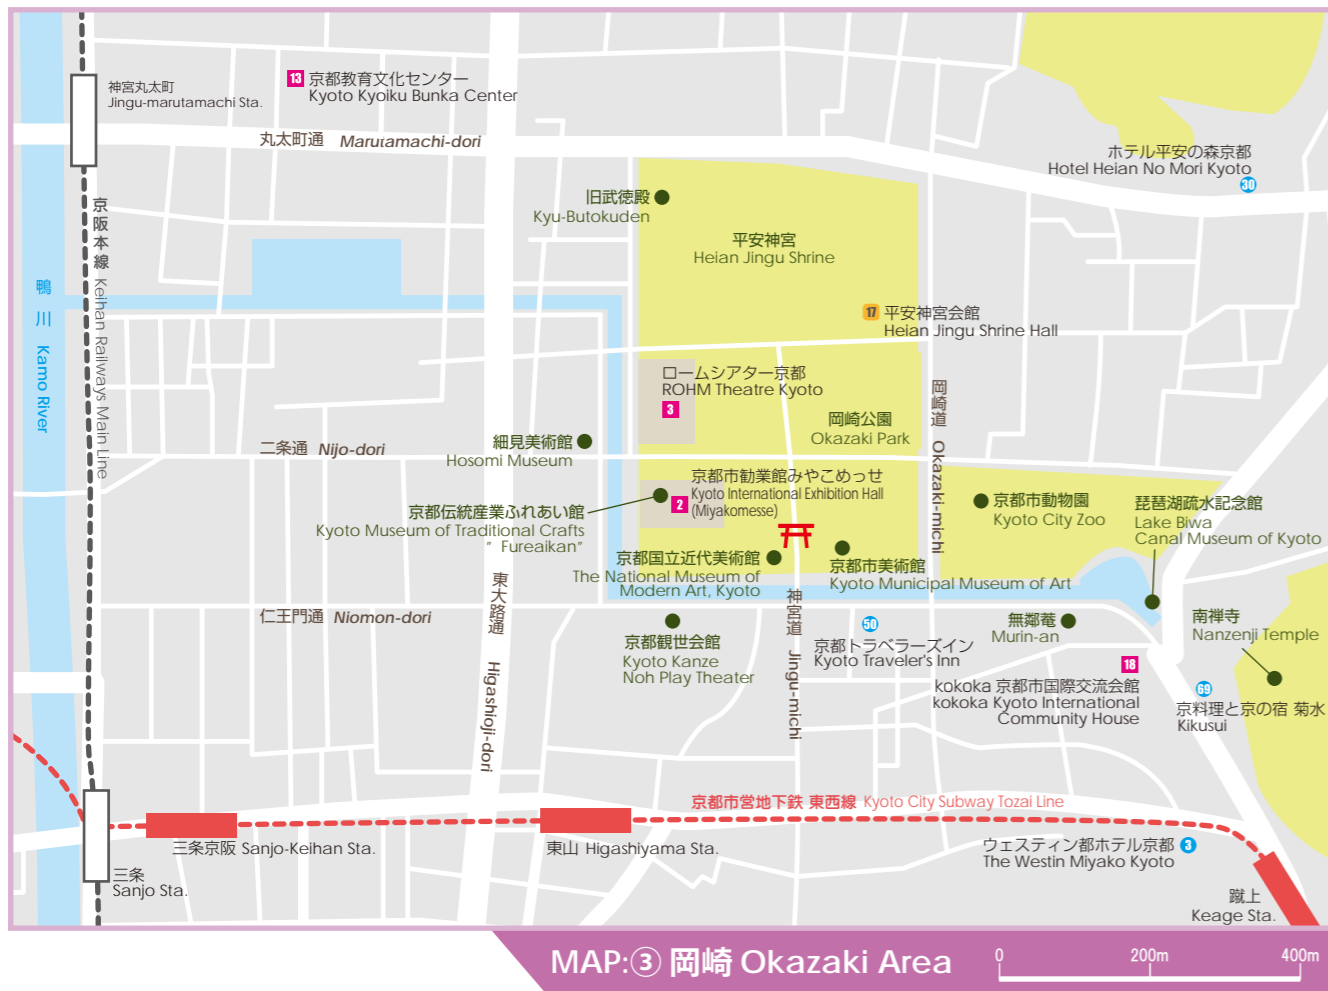 神宮丸太町
Jingu-marutamachi Sta.
13 京都教育文化センター
Kyoto Kyoiku Bunka Center
丸太町通 Marutamachi-dori
ホテル平安の森京都
Hotel Heian No Mori Kyoto
30
旧武徳殿
Kyu-Butokuden
平安神宮
Heian Jingu Shrine
京阪本線 Keihan Railways Main Line
鴨川 Kamo River
17 平安神宮会館
Heian Jingu Shrine Hall
ロームシアター京都
ROHM Theatre Kyoto
3
岡崎公園
Okazaki Park
岡崎道 Okazaki-michi
二条通 Nijo-dori
細見美術館
Hosomi Museum
京都市勧業館みやこめっせ
Kyoto International Exhibition Hall
(Miyakomesse)
2
京都伝統産業ふれあい館
Kyoto Museum of Traditional Crafts
" Fureaikan"
京都市動物園
Kyoto City Zoo
琵琶湖疏水記念館
Lake Biwa
Canal Museum of Kyoto
京都国立近代美術館
The National Museum of
Modern Art, Kyoto
京都市美術館
Kyoto Municipal Museum of Art
東大路通 Higashioji-dori
仁王門通 Niomon-dori
神宮道 Jingu-michi
京都観世会館
Kyoto Kanze
Noh Play Theater
50
京都トラベラーズイン
Kyoto Traveler's Inn
無鄰菴
Murin-an
南禅寺
Nanzenji Temple
18
kokoka 京都市国際交流会館
kokoka Kyoto International
Community House
69
京料理と京の宿 菊水
Kikusui
京都市営地下鉄 東西線 Kyoto City Subway Tozai Line
三条京阪 Sanjo-Keihan Sta.
東山 Higashiyama Sta.
ウェスティン都ホテル京都 3
The Westin Miyako Kyoto
三条
Sanjo Sta.
蹴上
Keage Sta.
MAP:③ 岡崎 Okazaki Area
0 200m 400m